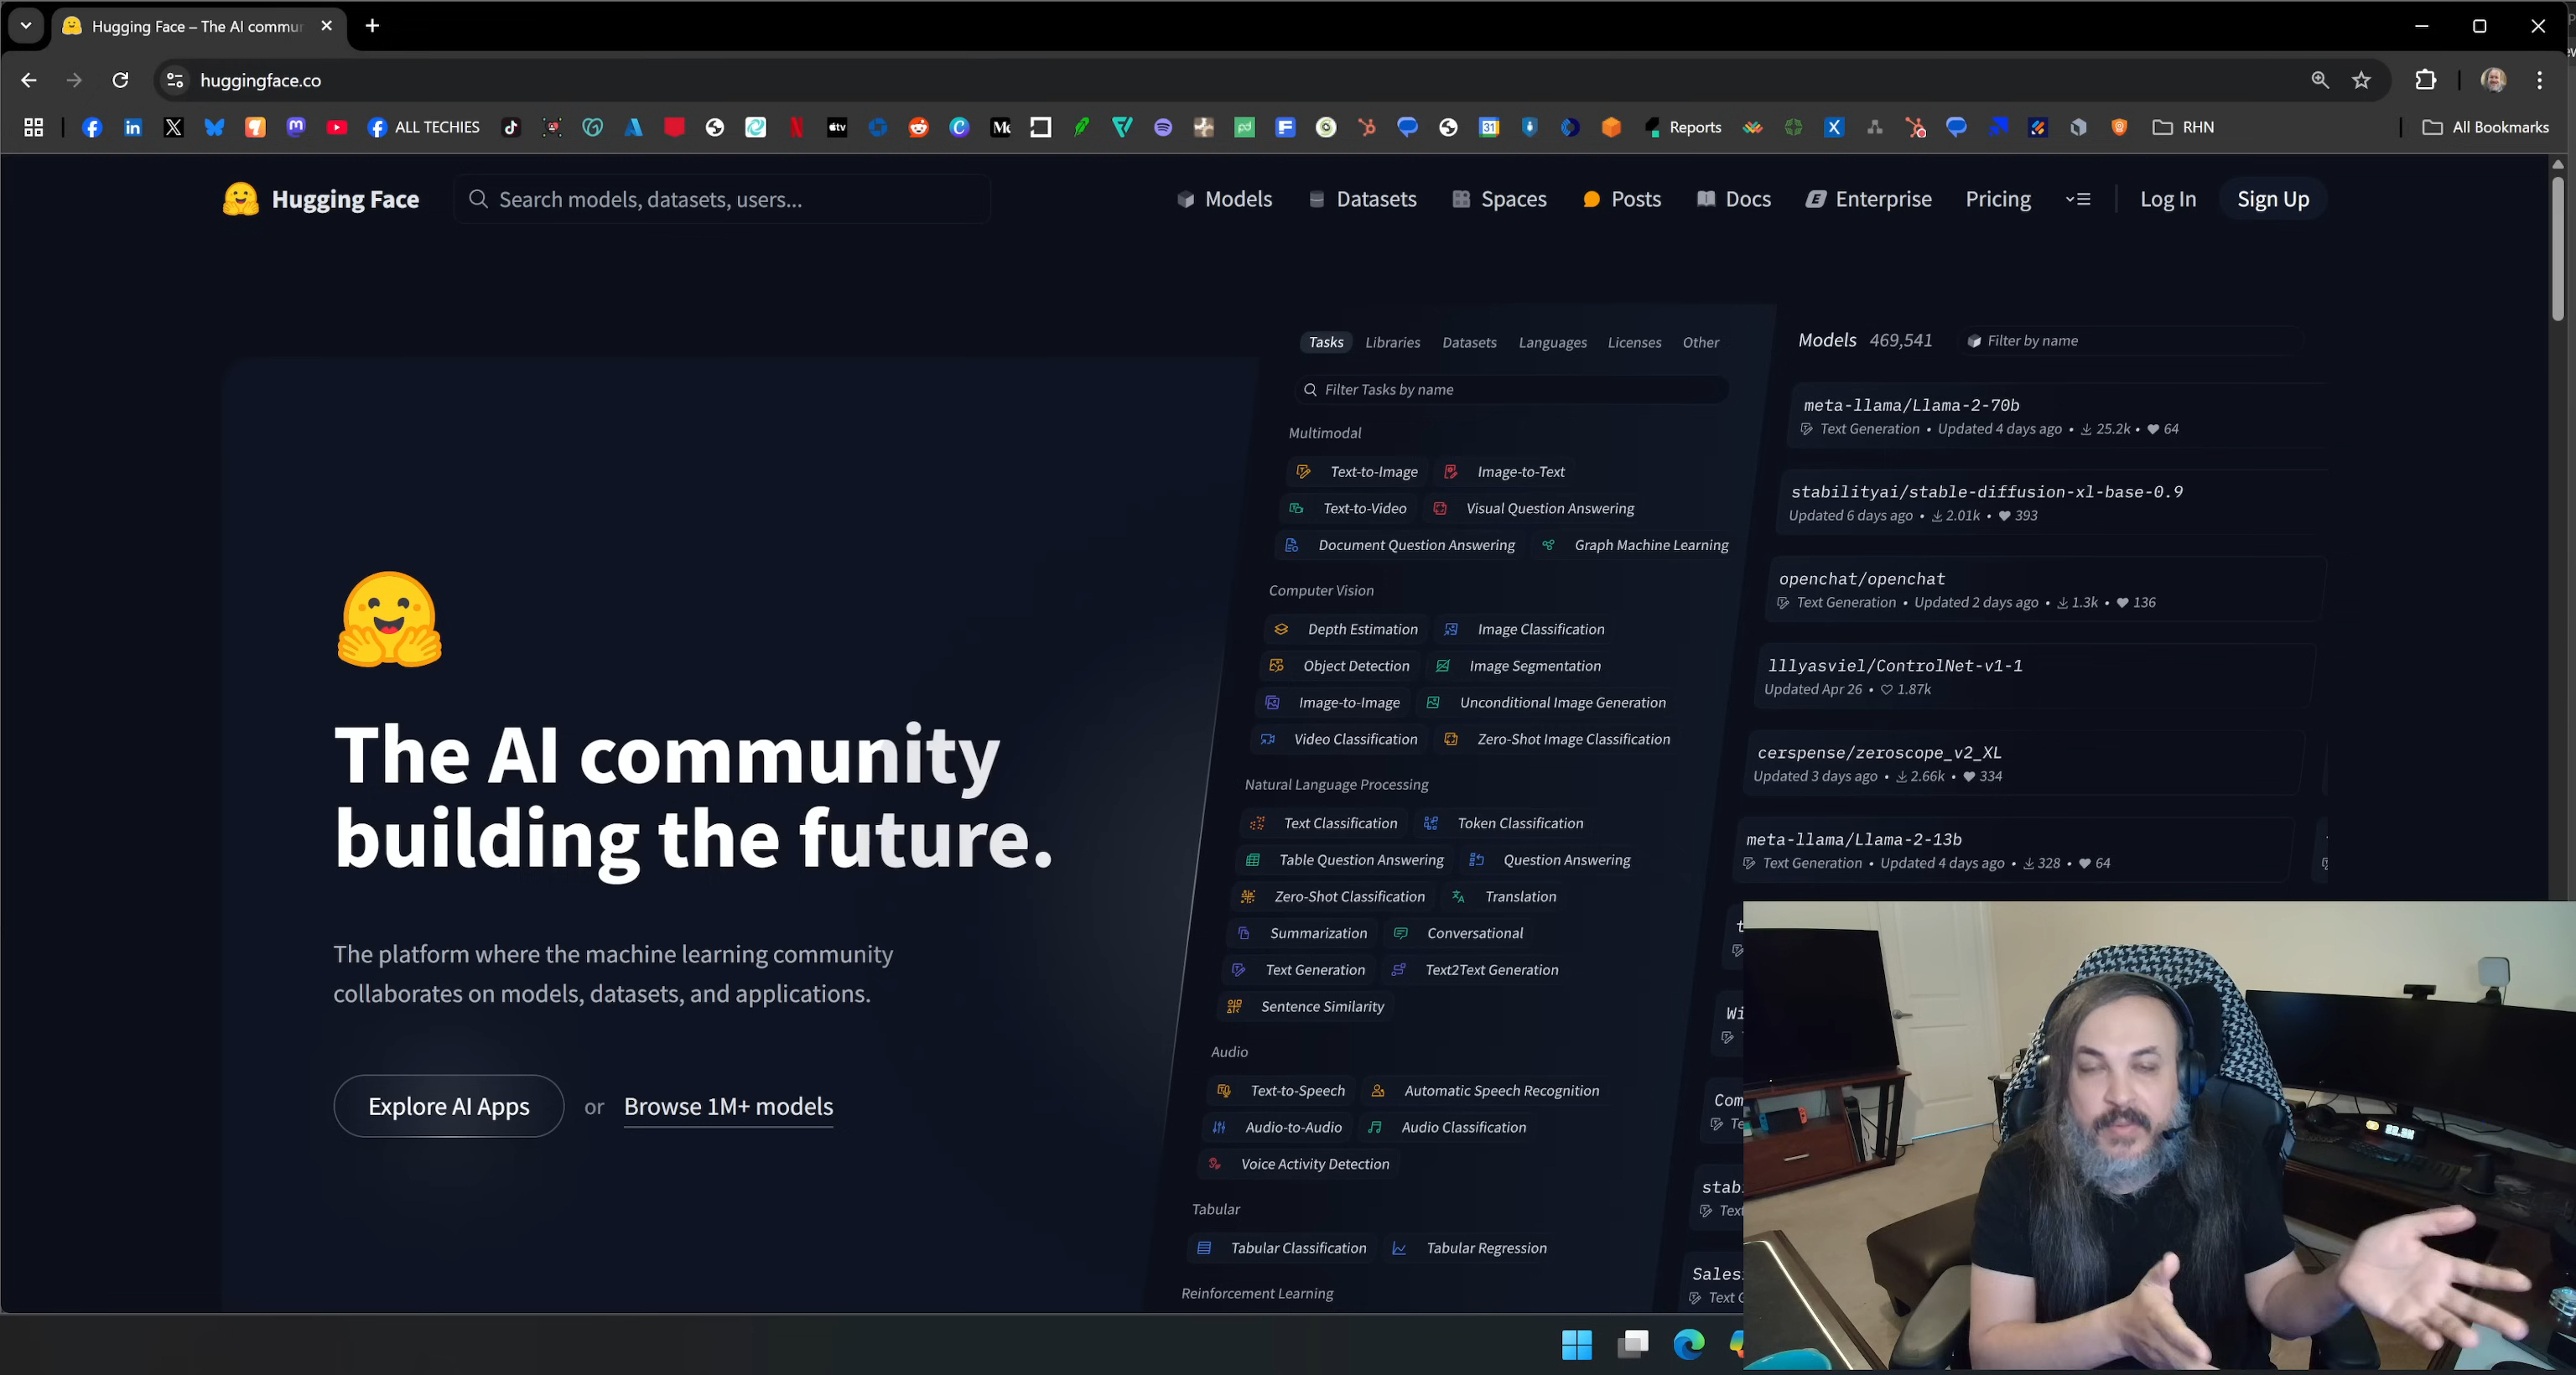 Hugging Face – The AI commun
huggingface.co
ALL TECHIES
Reports
RHN
All Bookmarks
Hugging Face
Search models, datasets, users...
Models
Datasets
Spaces
Posts
Docs
Enterprise
Pricing
Log In
Sign Up
The AI community
building the future.
The platform where the machine learning community
collaborates on models, datasets, and applications.
Explore AI Apps or Browse 1M+ models
Tasks Libraries Datasets Languages Licenses Other
Filter Tasks by name
Multimodal
Text-to-Image Image-to-Text
Text-to-Video Visual Question Answering
Document Question Answering Graph Machine Learning
Computer Vision
Depth Estimation Image Classification
Object Detection Image Segmentation
Image-to-Image Unconditional Image Generation
Video Classification Zero-Shot Image Classification
Natural Language Processing
Text Classification Token Classification
Table Question Answering Question Answering
Zero-Shot Classification Translation
Summarization Conversational
Text Generation Text2Text Generation
Sentence Similarity
Audio
Text-to-Speech Automatic Speech Recognition
Audio-to-Audio Audio Classification
Voice Activity Detection
Tabular
Tabular Classification Tabular Regression
Reinforcement Learning
Models 469,541 Filter by name
meta-llama/Llama-2-70b
Text Generation • Updated 4 days ago • 25.2k • 64
stabilityai/stable-diffusion-xl-base-0.9
Updated 6 days ago • 2.01k • 393
openchat/openchat
Text Generation • Updated 2 days ago • 1.3k • 136
lllyasviel/ControlNet-v1-1
Updated Apr 26 • 1.87k
cerspense/zeroscope_v2_XL
Updated 3 days ago • 2.66k • 334
meta-llama/Llama-2-13b
Text Generation • Updated 4 days ago • 328 • 64
t
Wi
Com
Te
stab
Text
Sales
Text G